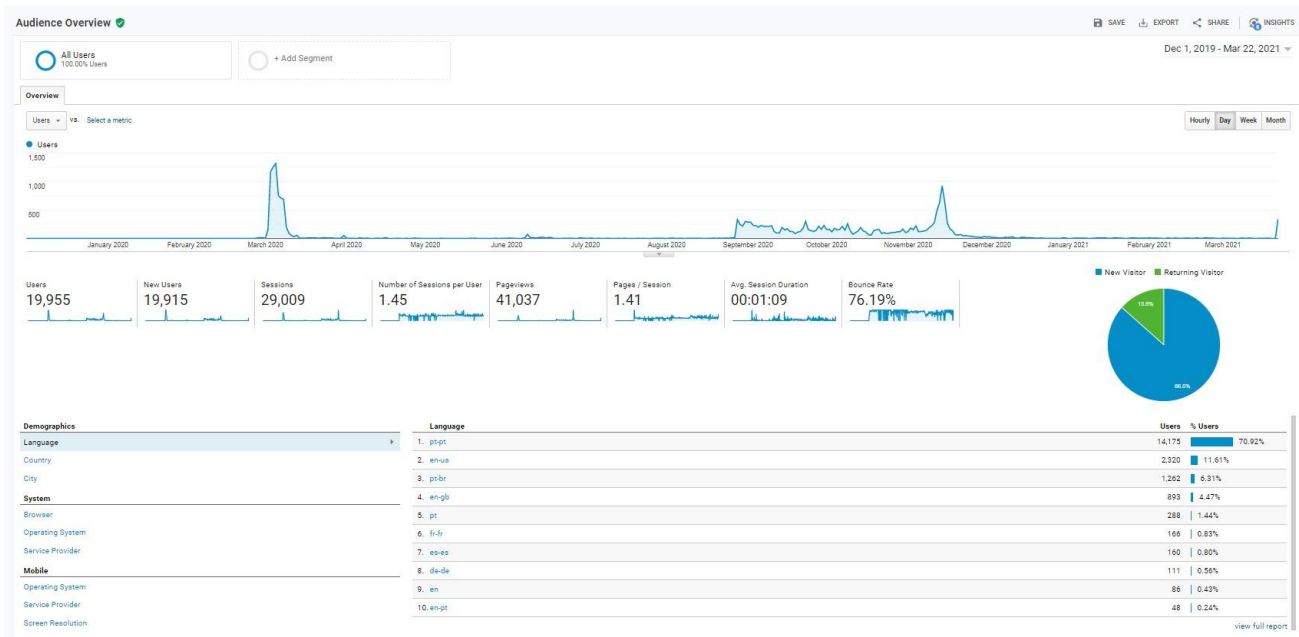 Audience Overview
SAVE EXPORT SHARE INSIGHTS
All Users
100.00% Users
+ Add Segment
Dec 1, 2019 - Mar 22, 2021
Overview
Users vs. Select a metric
Hourly Day Week Month
Users
1,500
1,000
500
January 2020 February 2020 March 2020 April 2020 May 2020 June 2020 July 2020 August 2020 September 2020 October 2020 November 2020 December 2020 January 2021 February 2021 March 2021
New Visitor Returning Visitor
Users New Users Sessions Number of Sessions per User Pageviews Pages / Session Avg. Session Duration Bounce Rate
19,955 19,915 29,009 1.45 41,037 1.41 00:01:09 76.19%
Demographics
Language
Country
City
System
Browser
Operating System
Service Provider
Mobile
Operating System
Service Provider
Screen Resolution
Language Users % Users
1. pt-pt 14,175 70.92%
2. en-us 2,320 11.61%
3. pt-br 1,262 6.31%
4. en-gb 893 4.47%
5. pt 288 1.44%
6. fr-fr 166 0.83%
7. es-es 160 0.80%
8. de-de 111 0.56%
9. en 86 0.43%
10. en-pt 48 0.24%
view full report